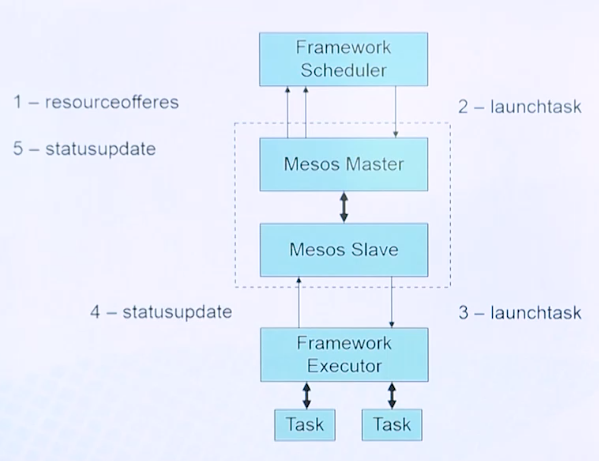 Framework
Scheduler
1 – resourceofferes
2 – launchtask
5 – statusupdate
Mesos Master
Mesos Slave
4 – statusupdate
3 – launchtask
Framework
Executor
Task
Task